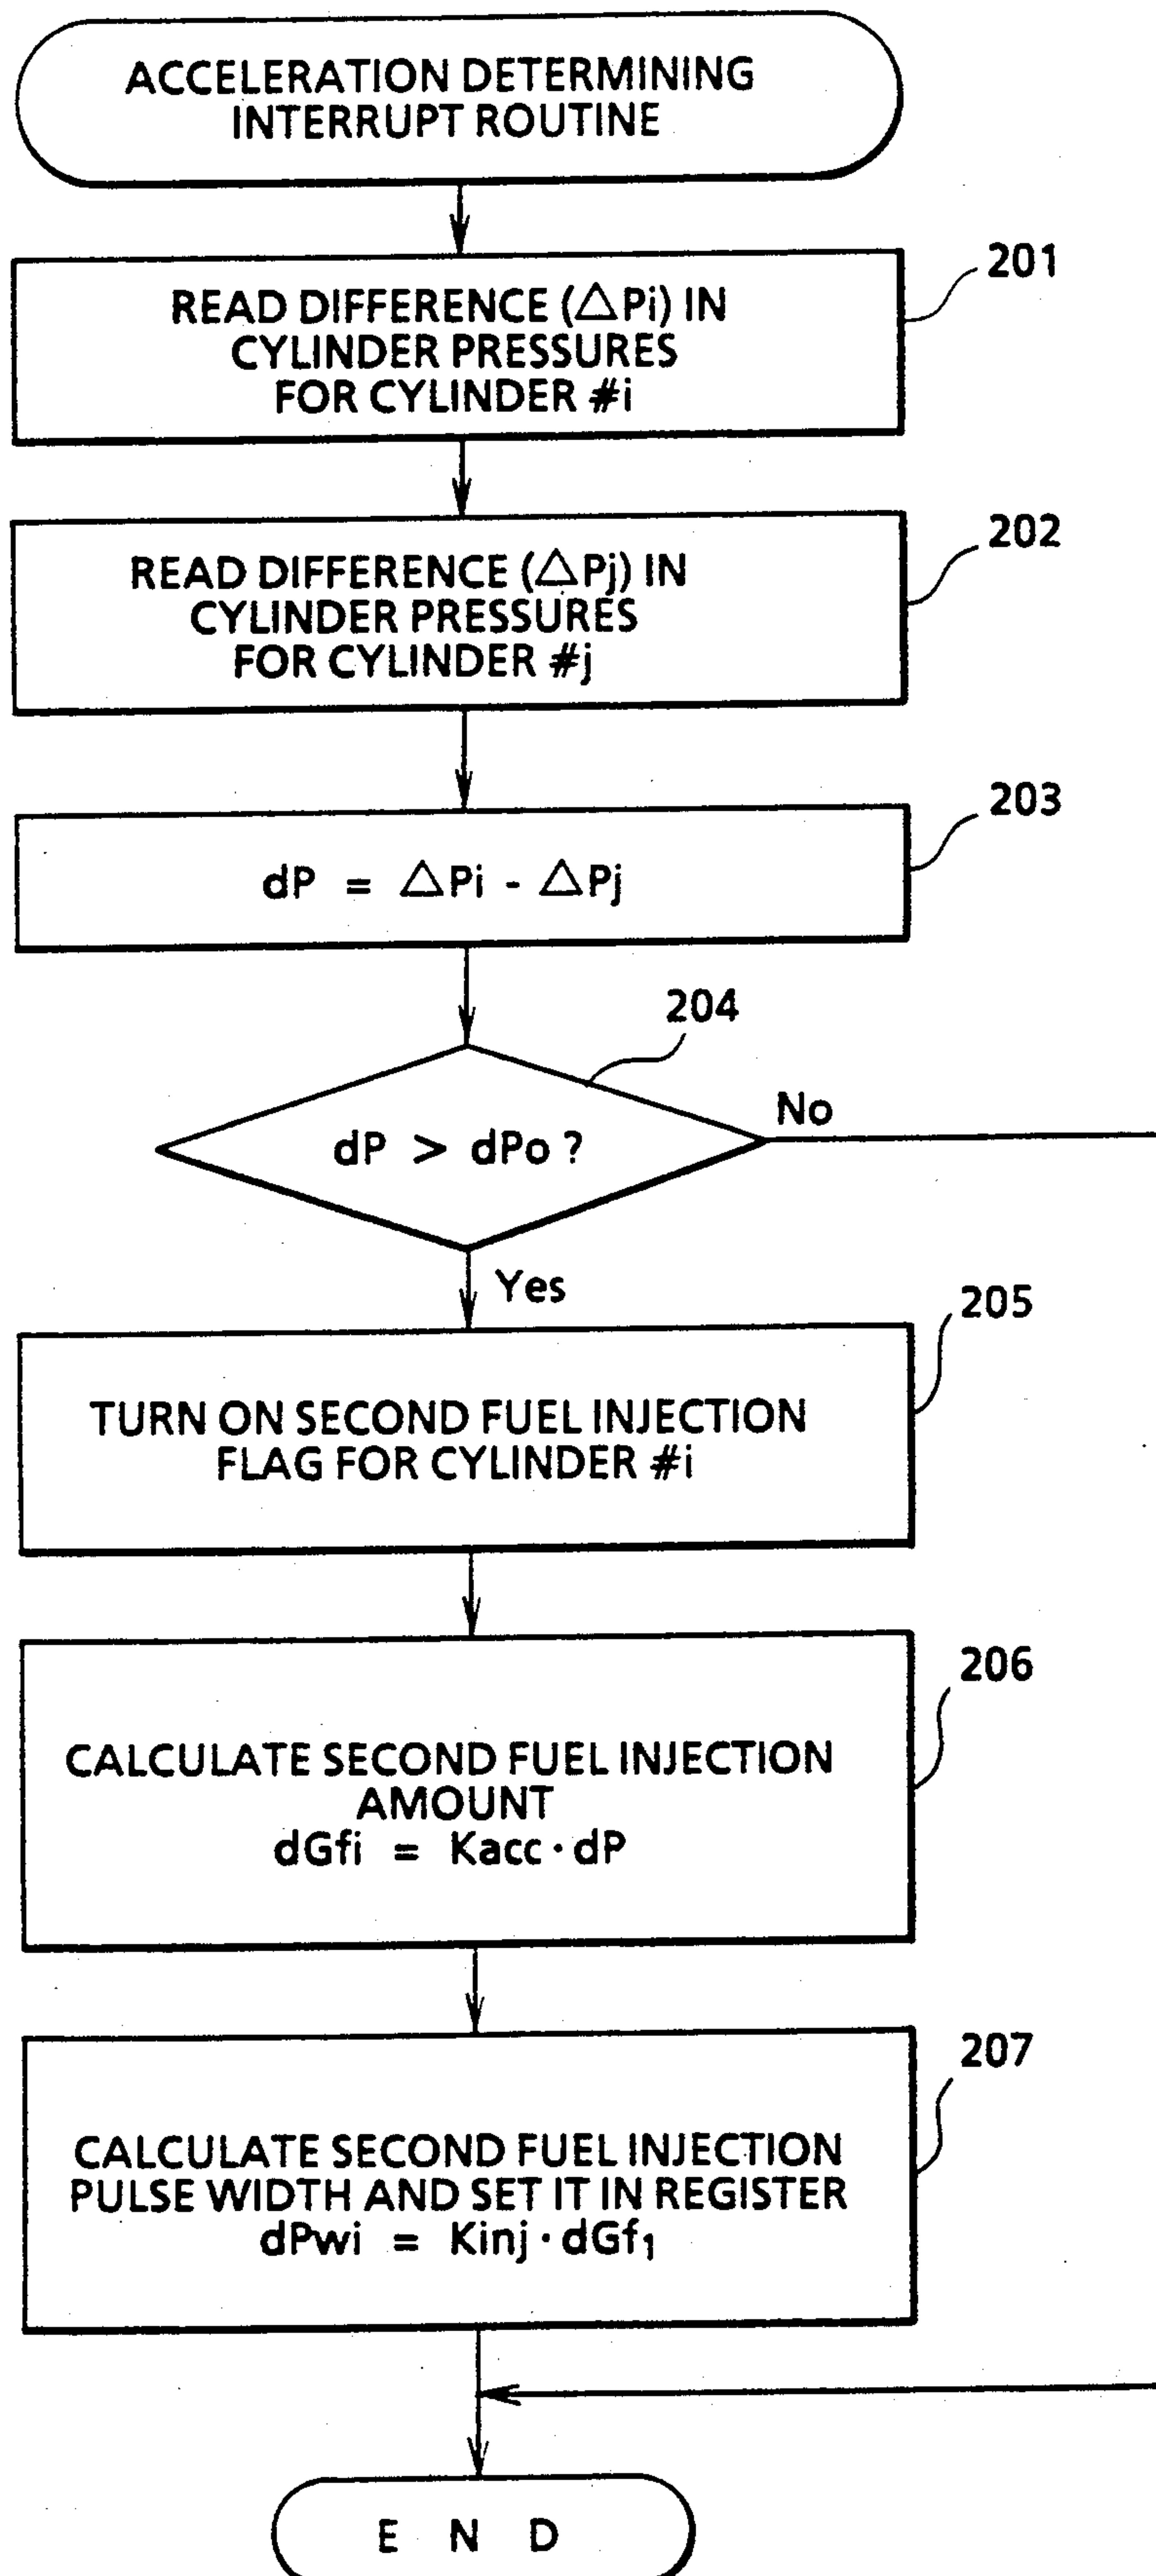 ACCELERATION DETERMINING
INTERRUPT ROUTINE
201
READ DIFFERENCE (△Pi) IN
CYLINDER PRESSURES
FOR CYLINDER #i
202
READ DIFFERENCE (△Pj) IN
CYLINDER PRESSURES
FOR CYLINDER #j
203
dP = △Pi - △Pj
204
No
dP > dPo ?
Yes
205
TURN ON SECOND FUEL INJECTION
FLAG FOR CYLINDER #i
206
CALCULATE SECOND FUEL INJECTION
AMOUNT
dGfi = Kacc · dP
207
CALCULATE SECOND FUEL INJECTION
PULSE WIDTH AND SET IT IN REGISTER
dPwi = Kinj · dGf₁
E N D